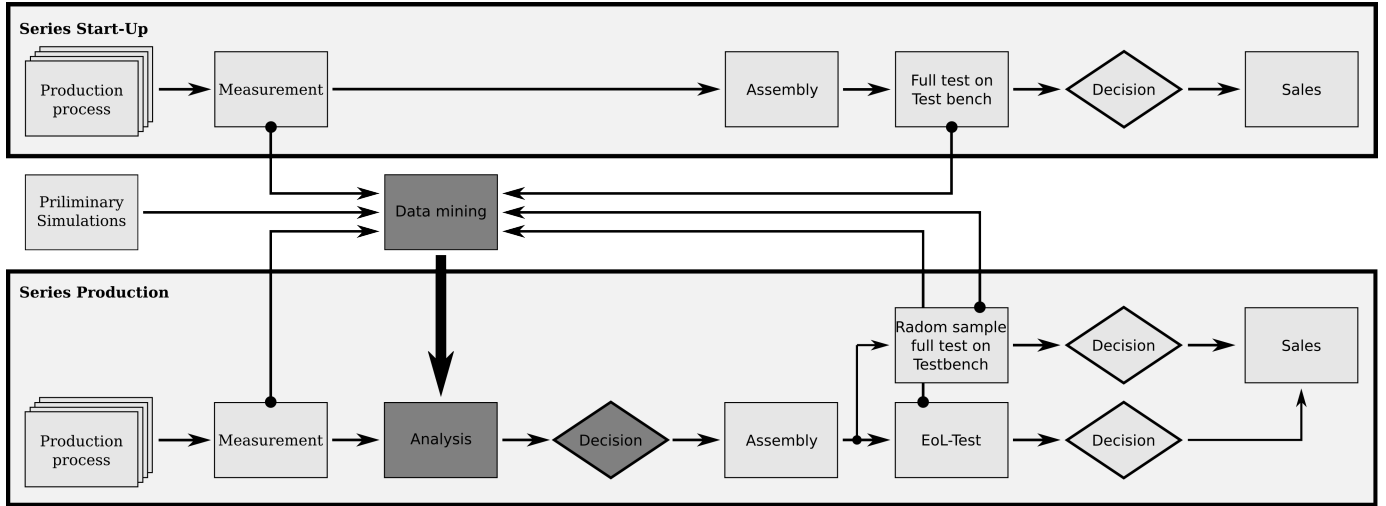 Series Start-Up
Production
process
Measurement
Assembly
Full test on
Test bench
Decision
Sales
Priliminary
Simulations
Data mining
Series Production
Radom sample
full test on
Testbench
Decision
Sales
Production
process
Measurement
Analysis
Decision
Assembly
EoL-Test
Decision